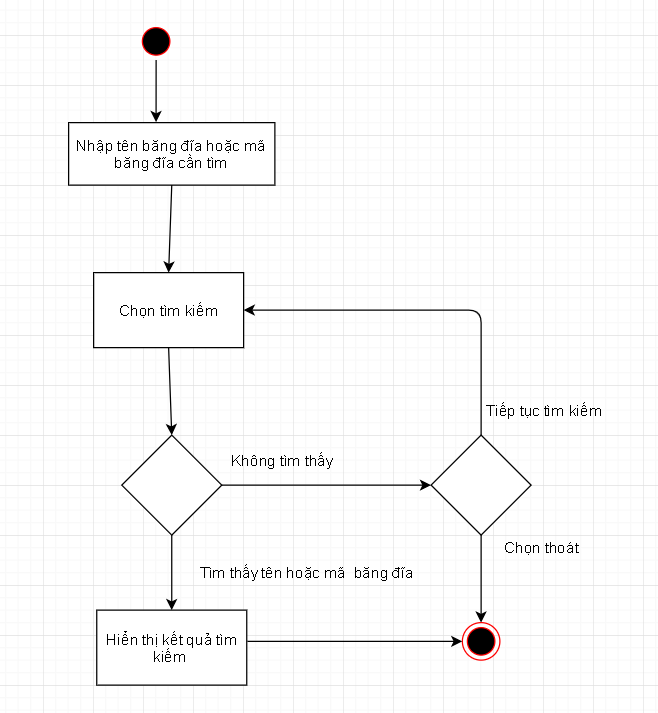 Nhập tên băng đĩa hoặc mã
băng đĩa cần tìm
Chọn tìm kiếm
Tiếp tục tìm kiếm
Không tìm thấy
Chọn thoát
Tìm thấy tên hoặc mã băng đĩa
Hiển thị kết quả tìm
kiếm